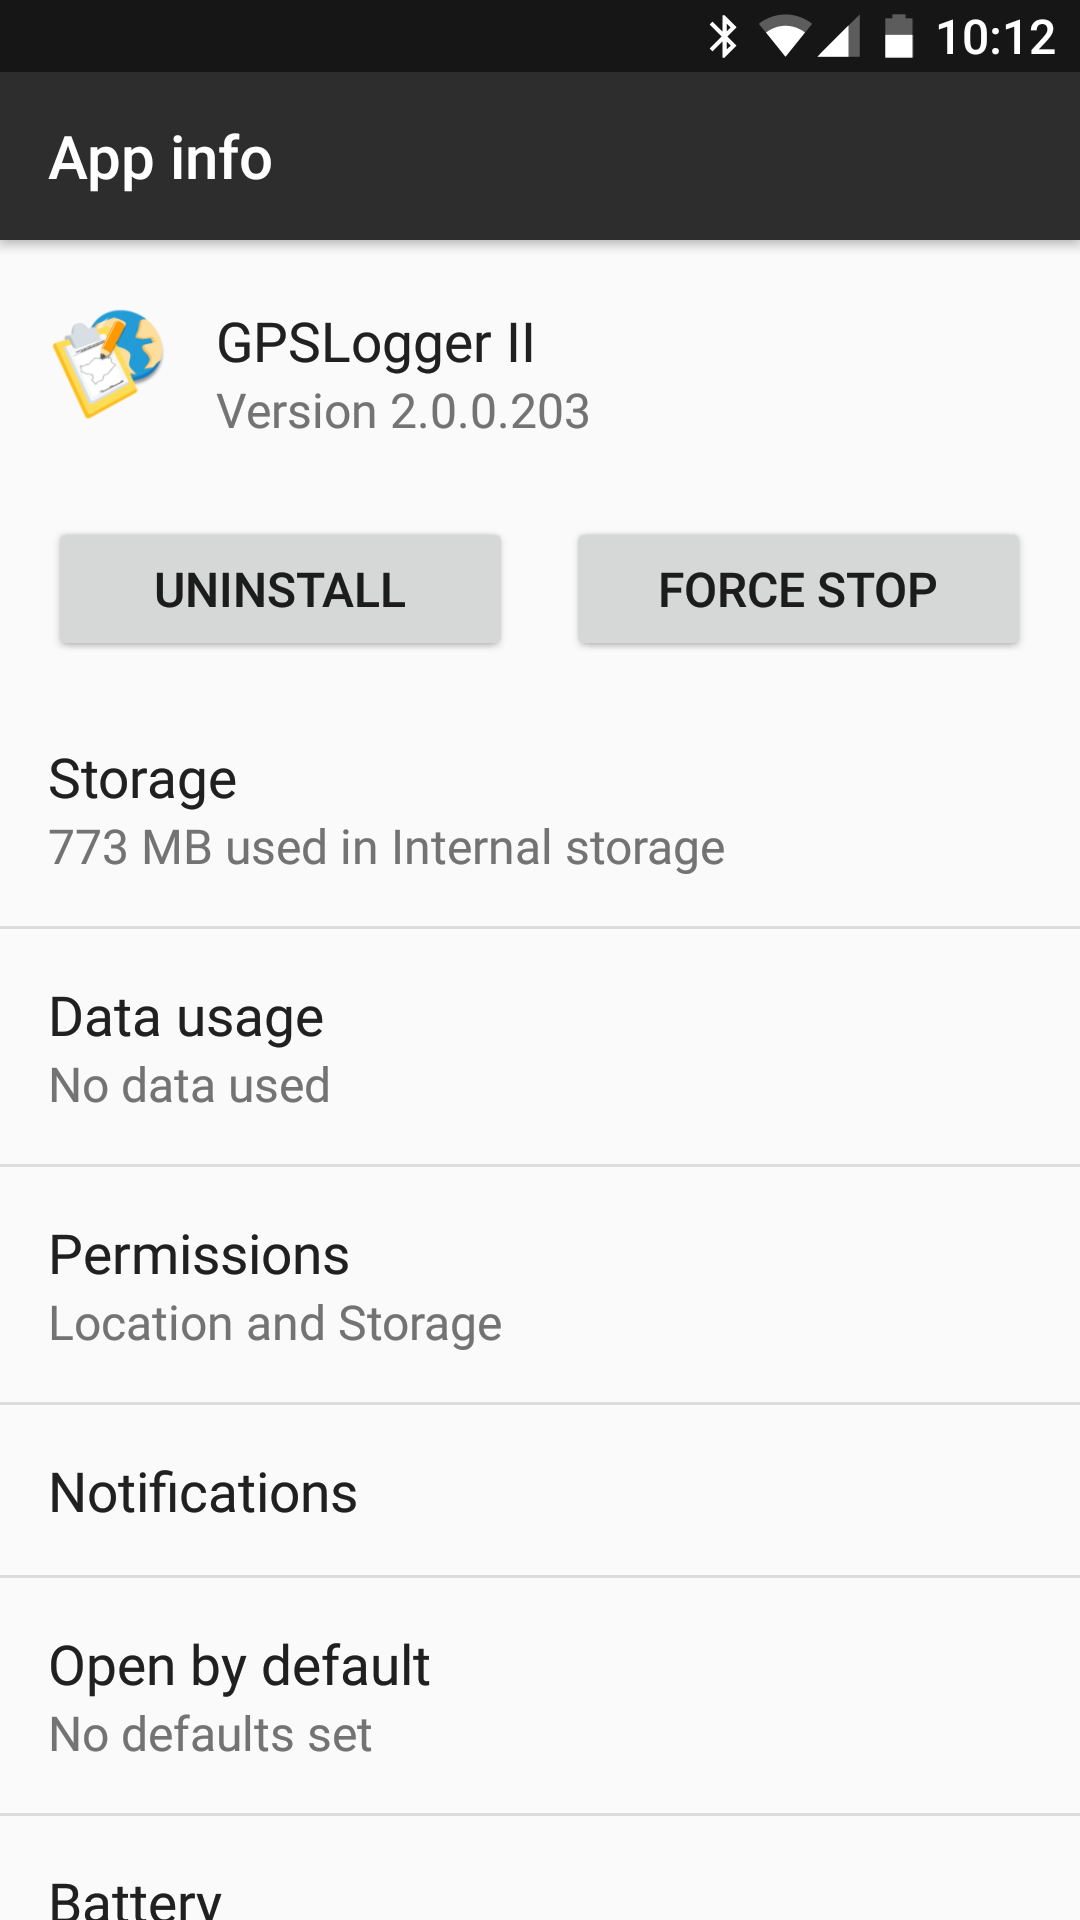 10:12
App info
GPSLogger II
Version 2.0.0.203
UNINSTALL
FORCE STOP
Storage
773 MB used in Internal storage
Data usage
No data used
Permissions
Location and Storage
Notifications
Open by default
No defaults set
Battery